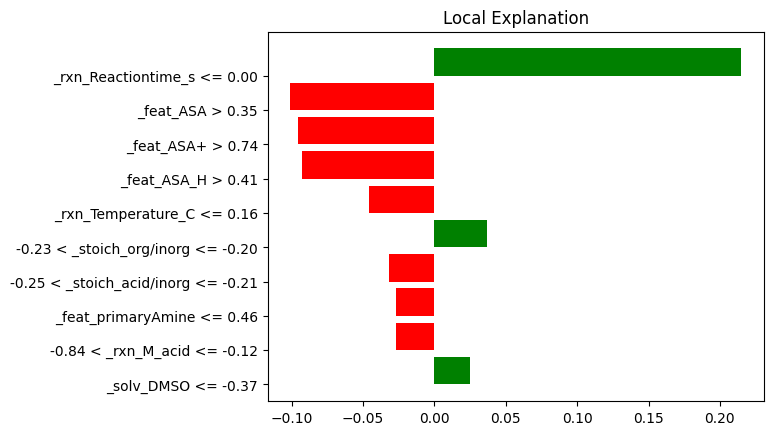 Local Explanation
_rxn_Reactiontime_s <= 0.00
_feat_ASA > 0.35
_feat_ASA+ > 0.74
_feat_ASA_H > 0.41
_rxn_Temperature_C <= 0.16
-0.23 < _stoich_org/inorg <= -0.20
-0.25 < _stoich_acid/inorg <= -0.21
_feat_primaryAmine <= 0.46
-0.84 < _rxn_M_acid <= -0.12
_solv_DMSO <= -0.37
−0.10 −0.05 0.00 0.05 0.10 0.15 0.20